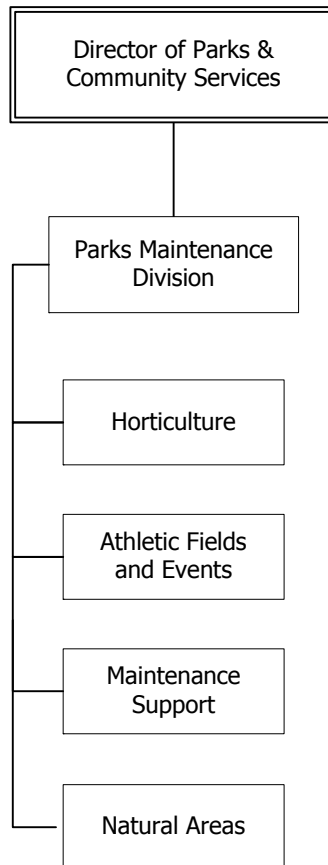 Director of Parks &
Community Services
Parks Maintenance
Division
Horticulture
Athletic Fields
and Events
Maintenance
Support
Natural Areas